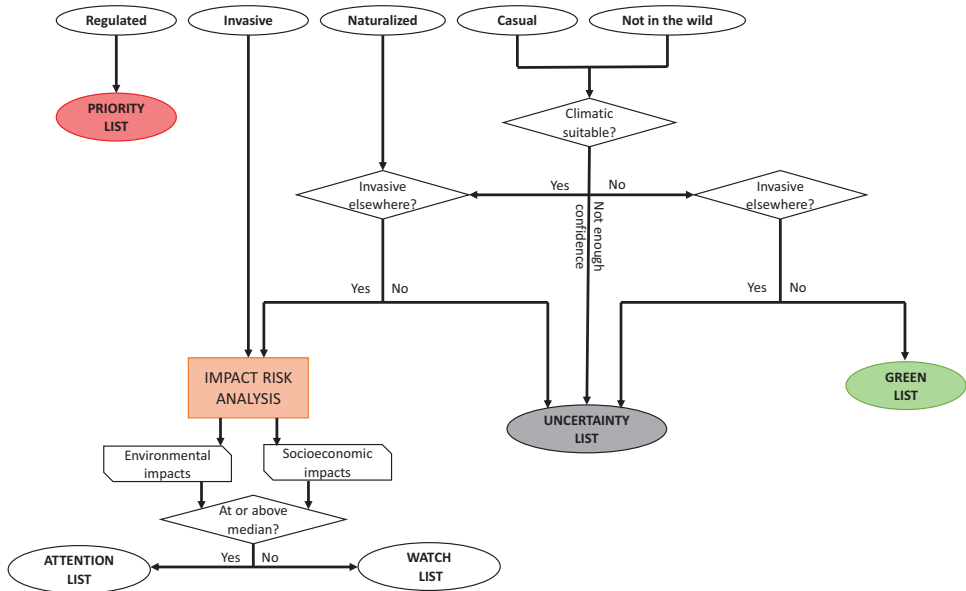 Regulated
Invasive
Naturalized
Casual
Not in the wild
PRIORITY
LIST
Climatic
suitable?
Invasive
elsewhere?
Yes
No
Invasive
elsewhere?
Not enough
confidence
Yes
No
Yes
No
IMPACT RISK
ANALYSIS
GREEN
LIST
UNCERTAINTY
LIST
Environmental
impacts
Socioeconomic
impacts
At or above
median?
Yes
No
ATTENTION
LIST
WATCH
LIST